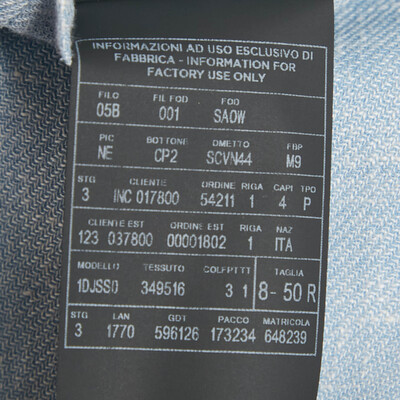 INFORMAZIONI AD USO ESCLUSIVO DI
FABBRICA - INFORMATION FOR
FACTORY USE ONLY
FILO FIL FOD FOD
05B 001 SAOW
PIC BOTTONE OMETTO FBP
NE CP2 SCVN44 M9
STG CLIENTE ORDINE RIGA CAPI TPO
3 INC 017800 54211 1 4 P
CLIENTE EST ORDINE EST RIGA NAZ
123 037800 00001802 1 ITA
MODELLO TESSUTO COLFPTTT TAGLIA
1DJSS0 349516 3 1 8- 50 R
STG LAN GDT PACCO MATRICOLA
3 1770 596126 173234 648239